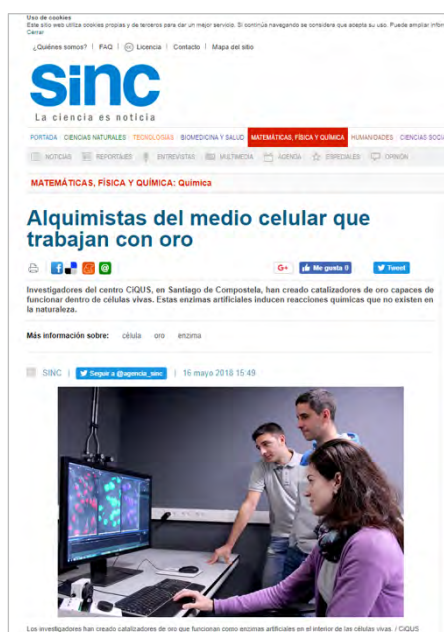 Uso de cookies
Este sitio web utiliza cookies propias y de terceros para dar un mejor servicio. Si continúa navegando se considera que acepta su uso. Puede ampliar
Cerrar
¿Quiénes somos? | FAQ | Licencia | Contacto | Mapa del sitio
sinc
La ciencia es noticia
PORTADA CIENCIAS NATURALES TECNOLOGÍAS BIOMEDICINA Y SALUD MATEMÁTICAS, FÍSICA Y QUÍMICA HUMANIDADES CIENCIAS
NOTICIAS REPORTAJES ENTREVISTAS MULTIMEDIA AGENDA ESPECIALES OPINIÓN
MATEMÁTICAS, FÍSICA Y QUÍMICA: Química
Alquimistas del medio celular que
trabajan con oro
G+ Me gusta 0 Tweet
Investigadores del centro CiQUS, en Santiago de Compostela, han creado catalizadores de oro capaces de
funcionar dentro de células vivas. Estas enzimas artificiales inducen reacciones químicas que no existen en
la naturaleza.
Más información sobre: célula oro enzima
SINC | Seguir a @agencia_sinc | 16 mayo 2018 15:49
Los investigadores han creado catalizadores de oro que funcionan como enzimas artificiales en el interior de las células vivas. / CiQUS